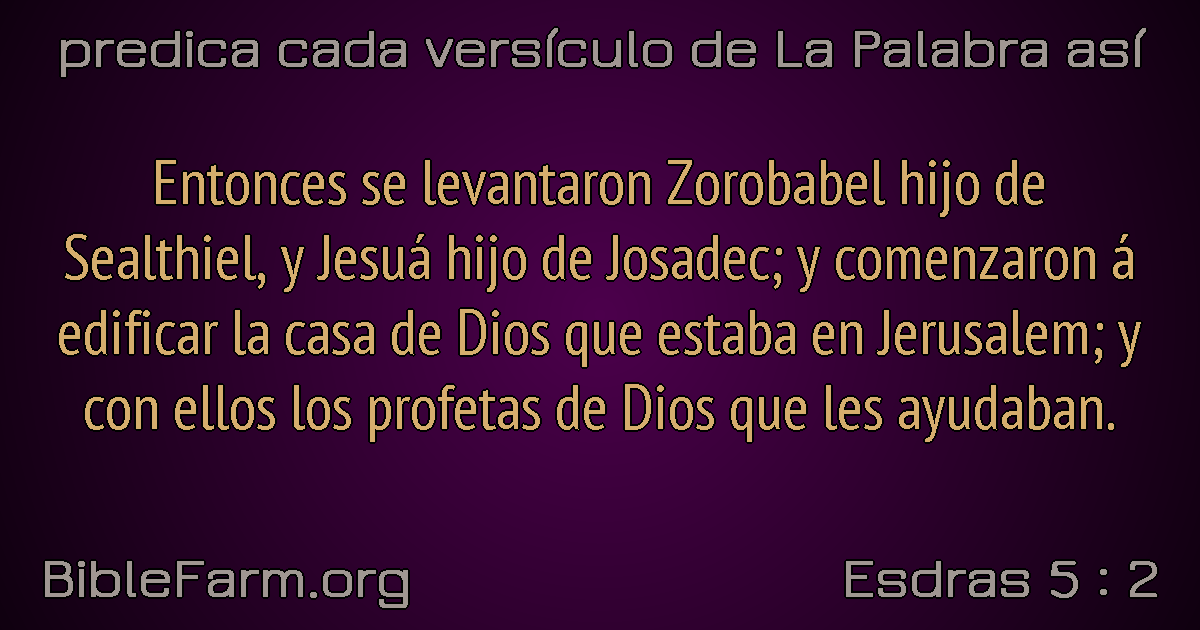 predica cada versículo de La Palabra así
Entonces se levantaron Zorobabel hijo de
Sealthiel, y Jesuá hijo de Josadec; y comenzaron á
edificar la casa de Dios que estaba en Jerusalem; y
con ellos los profetas de Dios que les ayudaban.
BibleFarm.org
Esdras 5 : 2